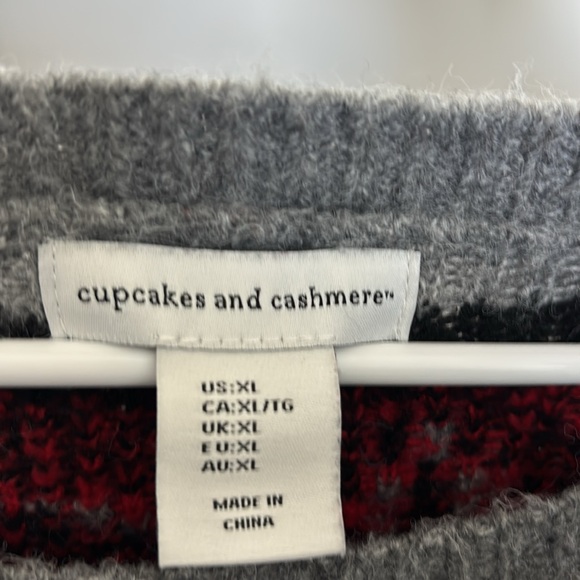 cupcakes and cashmere™
US:XL
CA:XL/TG
UK:XL
EU:XL
AU:XL
MADE IN
CHINA